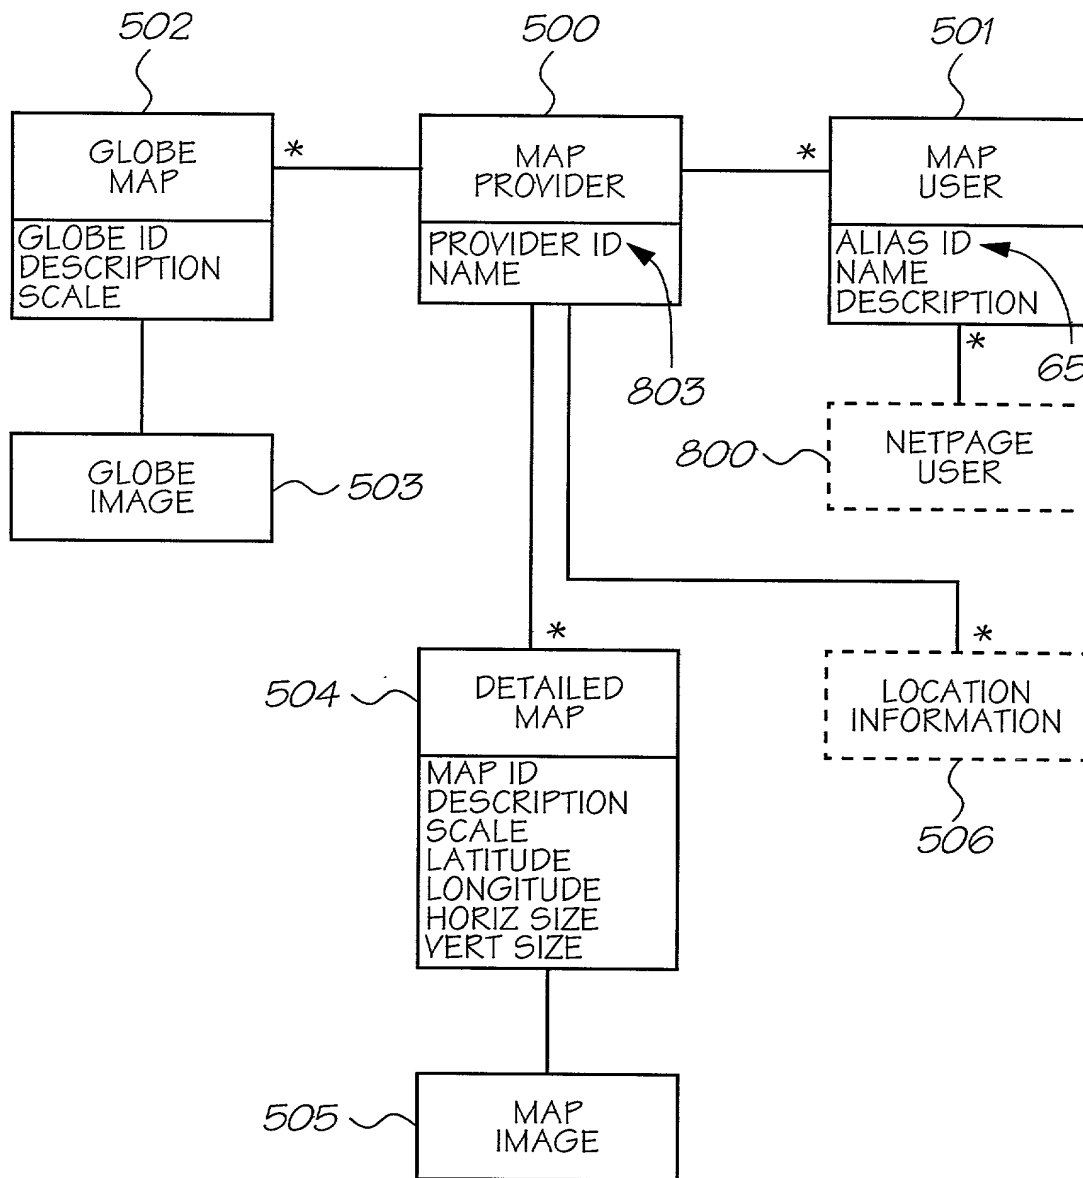 502
500
501
GLOBE
MAP
*
MAP
PROVIDER
*
MAP
USER
GLOBE ID
DESCRIPTION
SCALE
PROVIDER ID
NAME
ALIAS ID
NAME
DESCRIPTION
803
*
65
GLOBE
IMAGE
503
800
NETPAGE
USER
*
*
504
DETAILED
MAP
LOCATION
INFORMATION
MAP ID
DESCRIPTION
SCALE
LATITUDE
LONGITUDE
HORIZ SIZE
VERT SIZE
506
505
MAP
IMAGE